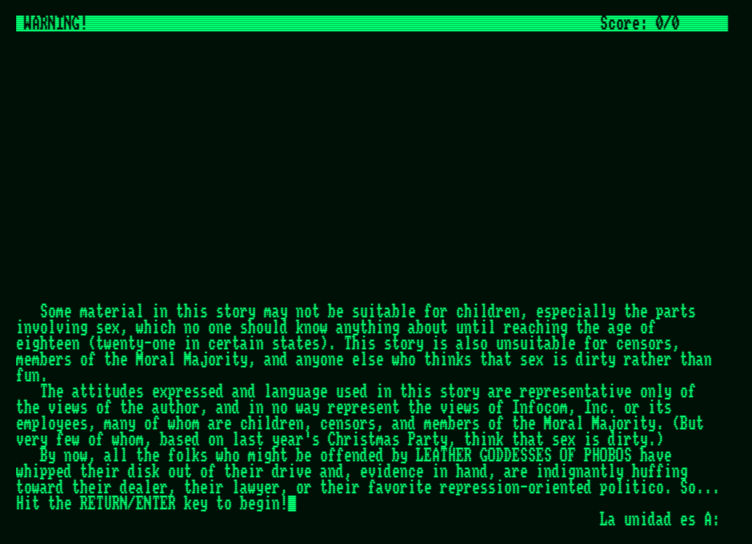 WARNING! Score: 0/0
Some material in this story may not be suitable for children, especially the parts
involving sex, which no one should know anything about until reaching the age of
eighteen (twenty-one in certain states). This story is also unsuitable for censors,
members of the Moral Majority, and anyone else who thinks that sex is dirty rather than
fun.
The attitudes expressed and language used in this story are representative only of
the views of the author, and in no way represent the views of Infocom, Inc. or its
employees, many of whom are children, censors, and members of the Moral Majority. (But
very few of whom, based on last year's Christmas Party, think that sex is dirty.)
By now, all the folks who might be offended by LEATHER GODDESSES OF PHOBOS have
whipped their disk out of their drive and, evidence in hand, are indignantly huffing
toward their dealer, their lawyer, or their favorite repression-oriented politico. So...
Hit the RETURN/ENTER key to begin!
La unidad es A: